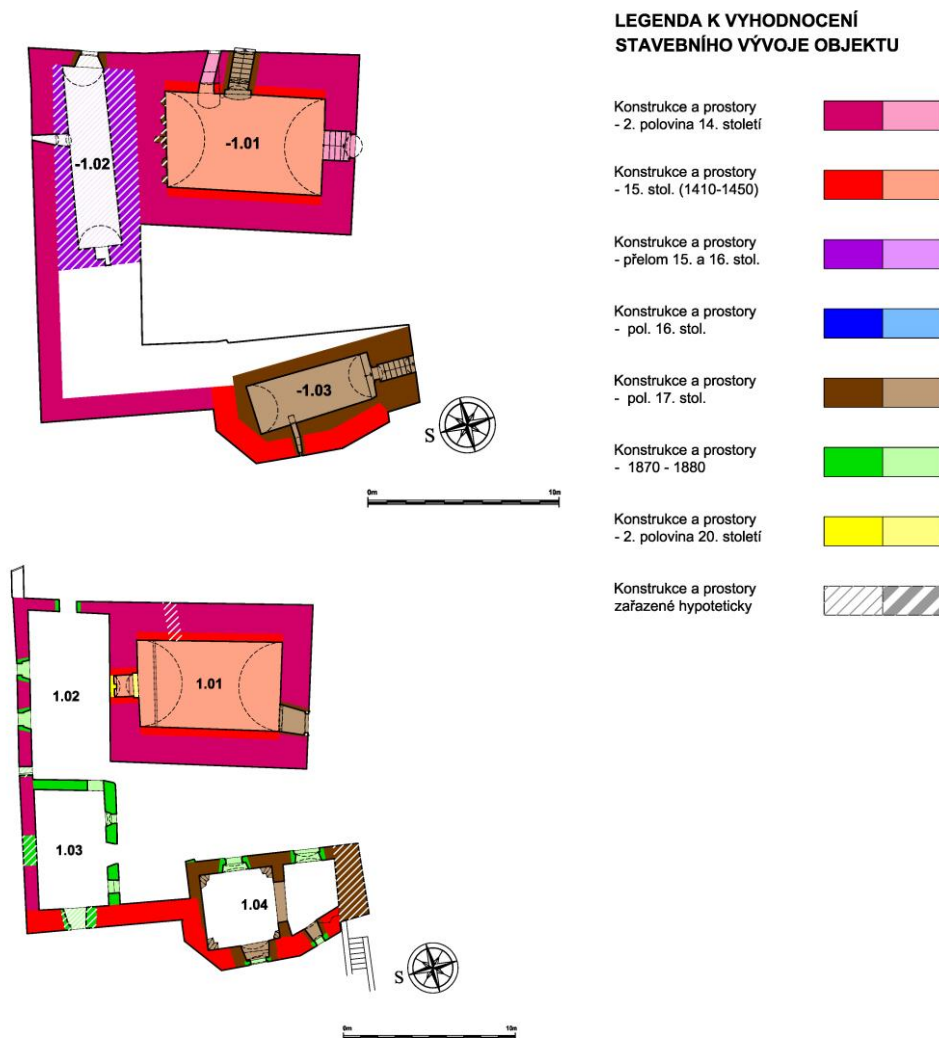 LEGENDA K VYHODNOCENÍ
STAVEBNÍHO VÝVOJE OBJEKTU
Konstrukce a prostory
- 2. polovina 14. století
Konstrukce a prostory
- 15. stol. (1410-1450)
Konstrukce a prostory
- přelom 15. a 16. stol.
Konstrukce a prostory
- pol. 16. stol.
Konstrukce a prostory
- pol. 17. stol.
Konstrukce a prostory
- 1870 - 1880
Konstrukce a prostory
- 2. polovina 20. století
Konstrukce a prostory
zařazené hypoteticky
-1.01
-1.02
-1.03
S
0m 10m
1.01
1.02
1.03
1.04
S
0m 10m